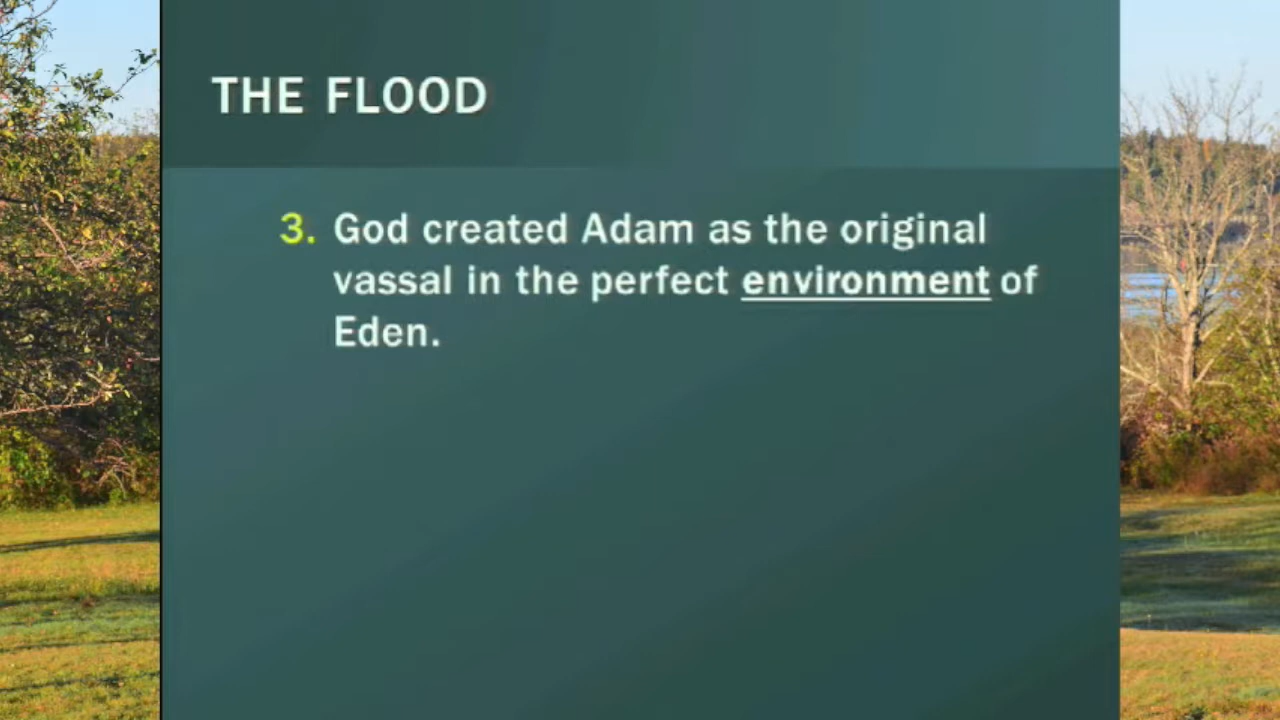 THE FLOOD
3. God created Adam as the original
vassal in the perfect environment of
Eden.